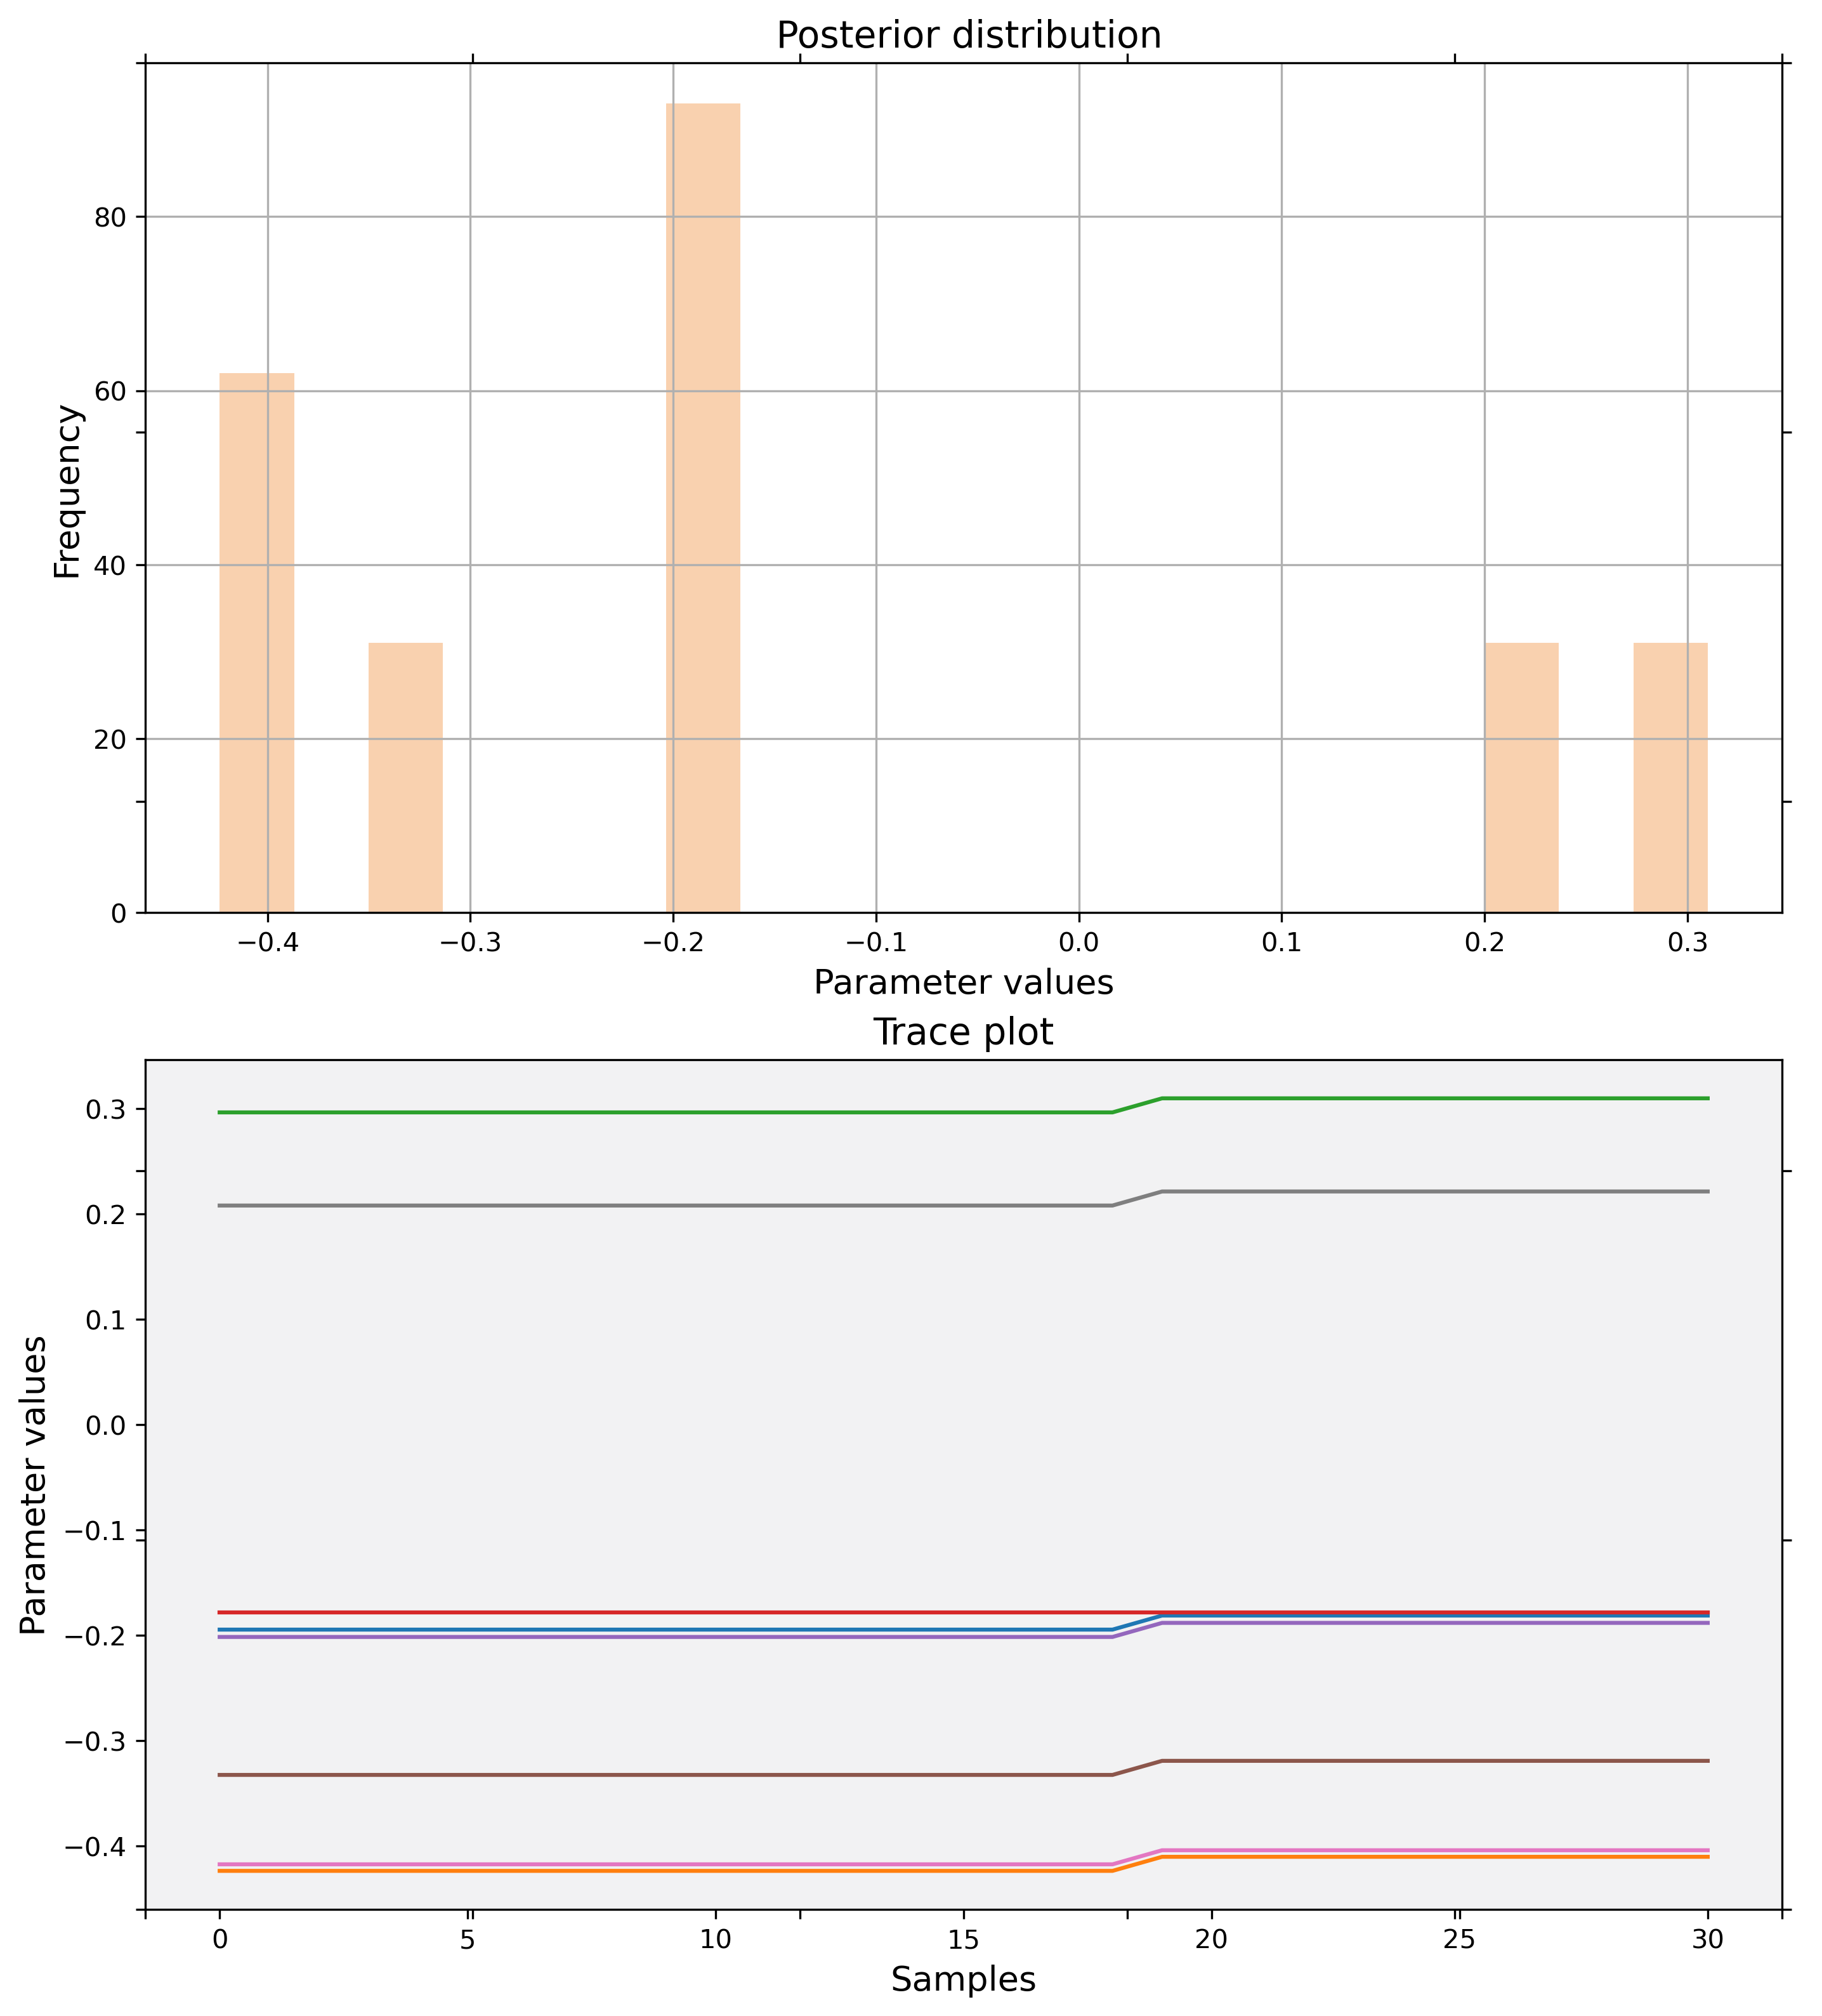 Posterior distribution
80
60
40
20
0
Frequency
−0.4 −0.3 −0.2 −0.1 0.0 0.1 0.2 0.3
Parameter values
Trace plot
0.3
0.2
0.1
0.0
−0.1
−0.2
−0.3
−0.4
Parameter values
0 5 10 15 20 25 30
Samples